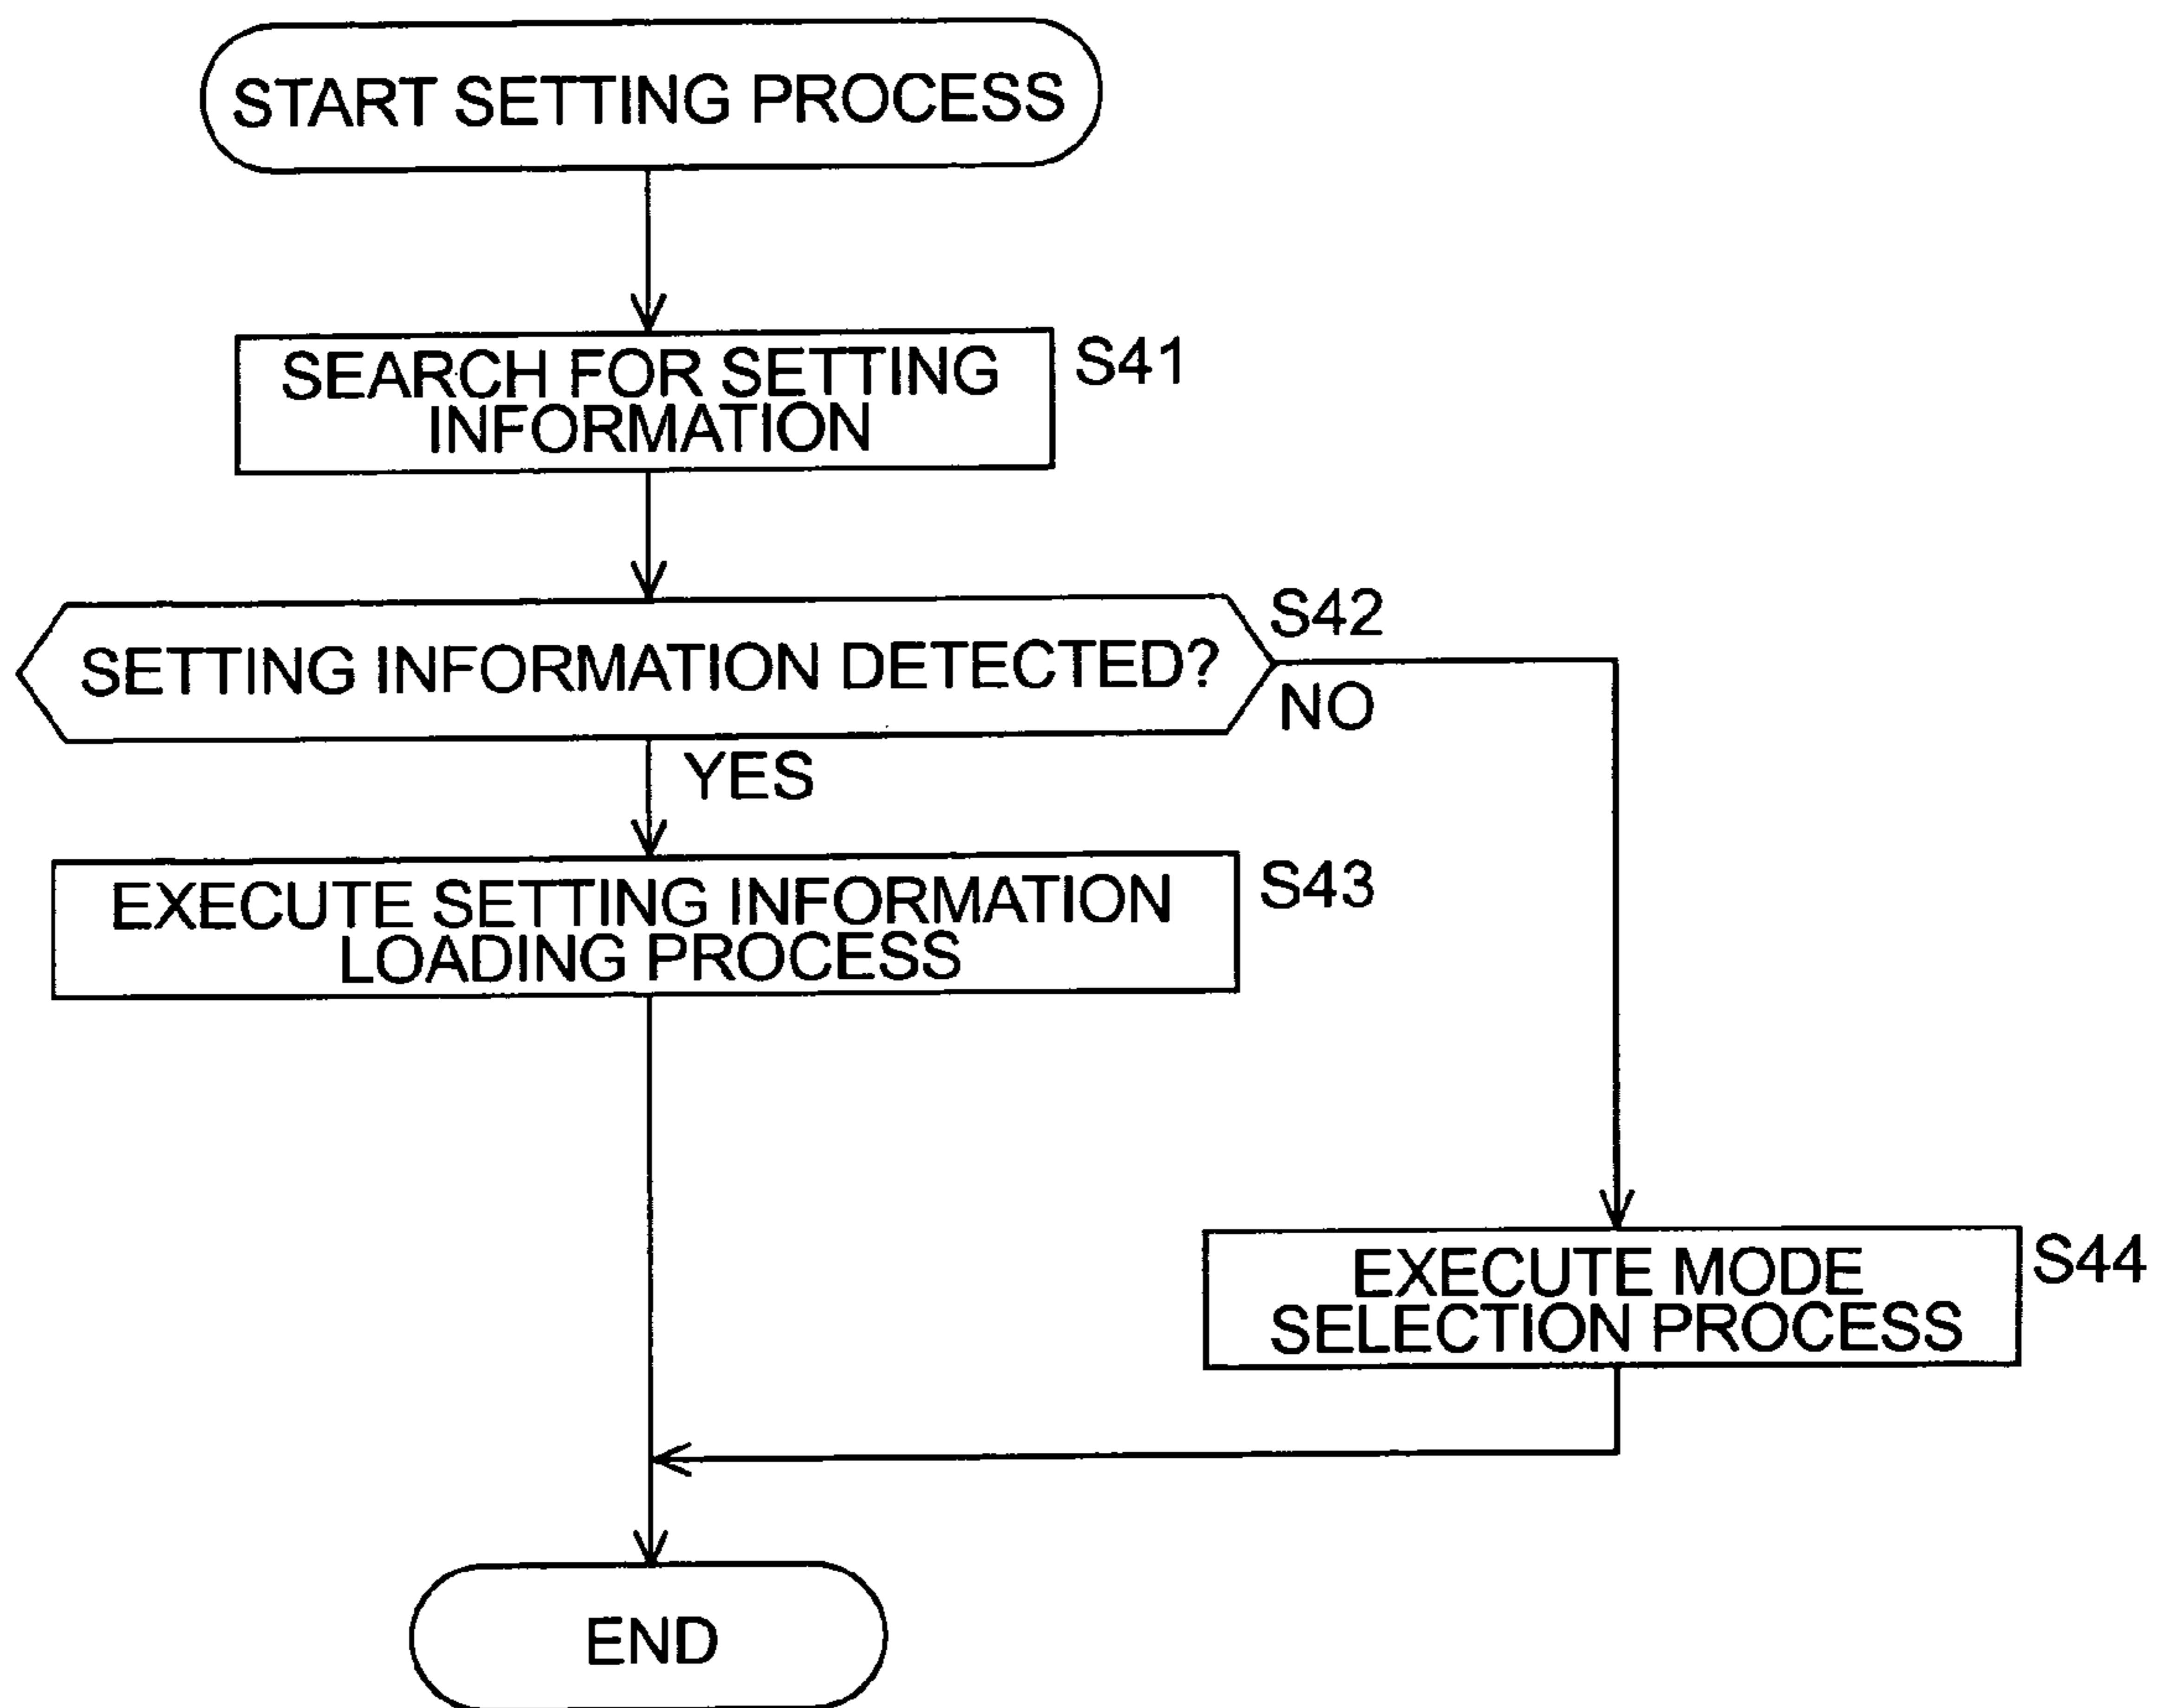 START SETTING PROCESS
SEARCH FOR SETTING
INFORMATION
S41
SETTING INFORMATION DETECTED?
S42
NO
YES
EXECUTE SETTING INFORMATION
LOADING PROCESS
S43
EXECUTE MODE
SELECTION PROCESS
S44
END